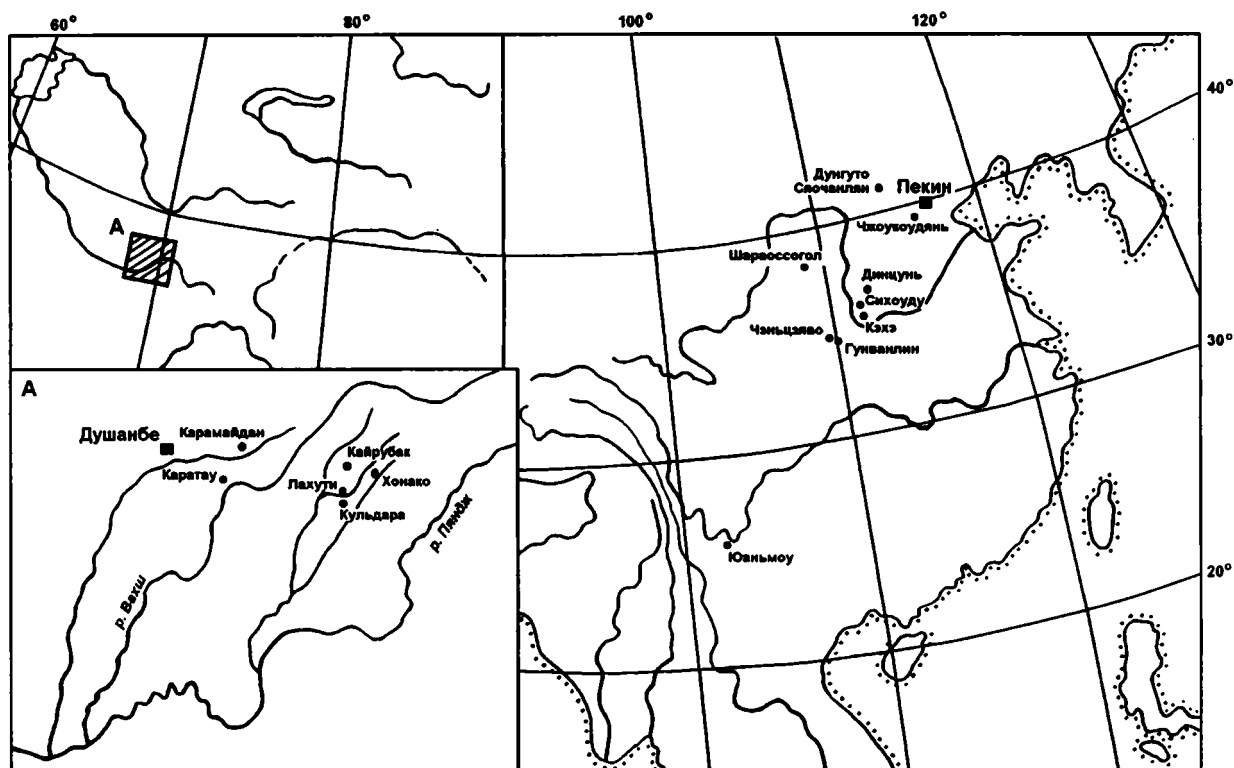 60°
80°
100°
120°
40°
30°
20°
Дунгуто
Сяочанлян
Пекин
Чжоукоудянь
Шараоссогол
Динцунь
Сихоуду
Кэхэ
Чэньцзяво
Гунванлин
Юаньмоу
А
А
Душанбе
Карамайдан
Каратау
Кайрубак
Лахути
Хонако
Кульдара
р. Вахш
р. Пяндж